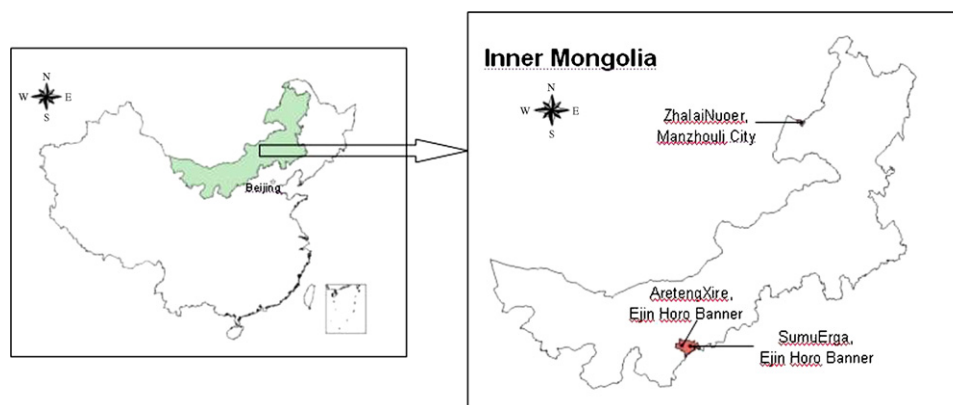 N
W E
S
Beijing
Inner Mongolia
N
W E
S
ZhalaiNuoer,
Manzhouli City
AretengXire,
Ejin Horo Banner
SumuErga,
Ejin Horo Banner